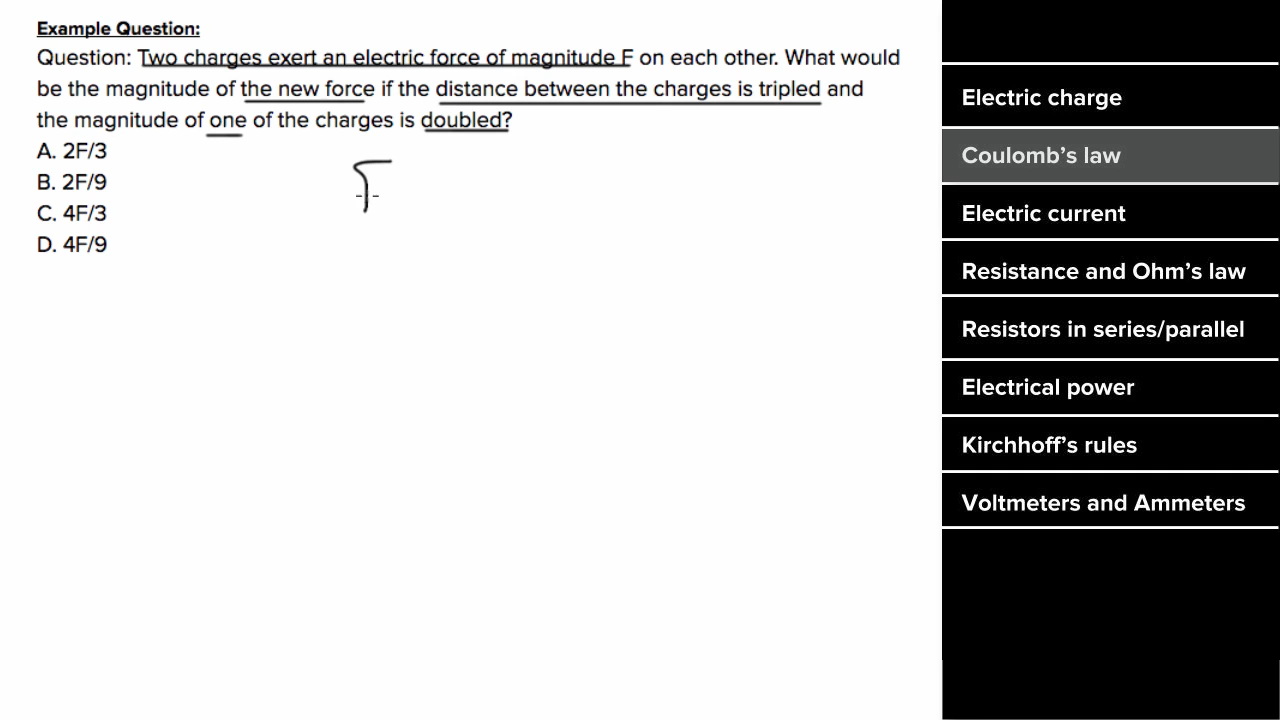 Example Question:
Question: Two charges exert an electric force of magnitude F on each other. What would
be the magnitude of the new force if the distance between the charges is tripled and
the magnitude of one of the charges is doubled?
A. 2F/3
B. 2F/9
C. 4F/3
D. 4F/9
Electric charge
Coulomb's law
Electric current
Resistance and Ohm's law
Resistors in series/parallel
Electrical power
Kirchhoff's rules
Voltmeters and Ammeters